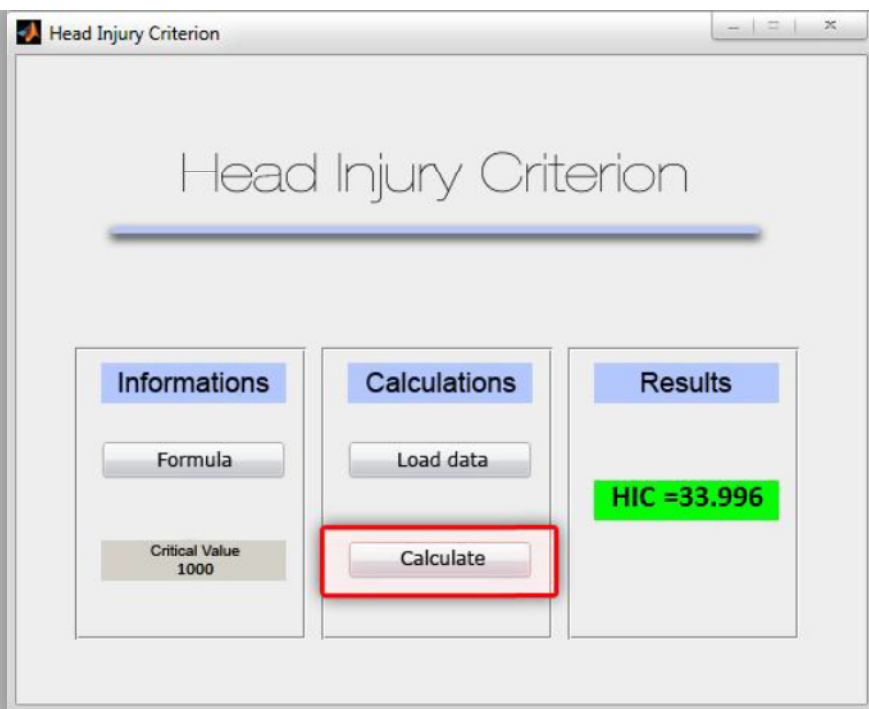 Head Injury Criterion
Head Injury Criterion
Informations
Formula
Critical Value
1000
Calculations
Load data
Calculate
Results
HIC =33.996